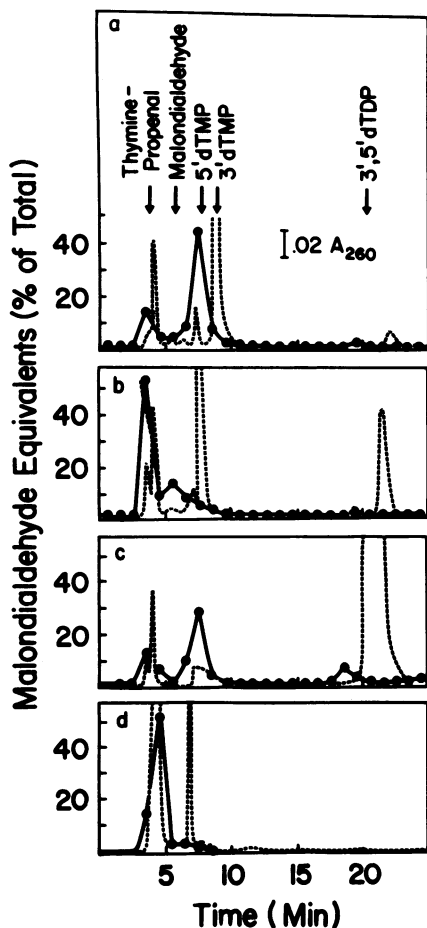 a
Thymine-
Propenal
Malondialdehyde
5'dTMP
3'dTMP
3',5'dTDP
.02 A260
40
20
b
40
20
c
40
20
d
40
20
5 10 15 20
Time (Min)
Malondialdehyde Equivalents (% of Total)